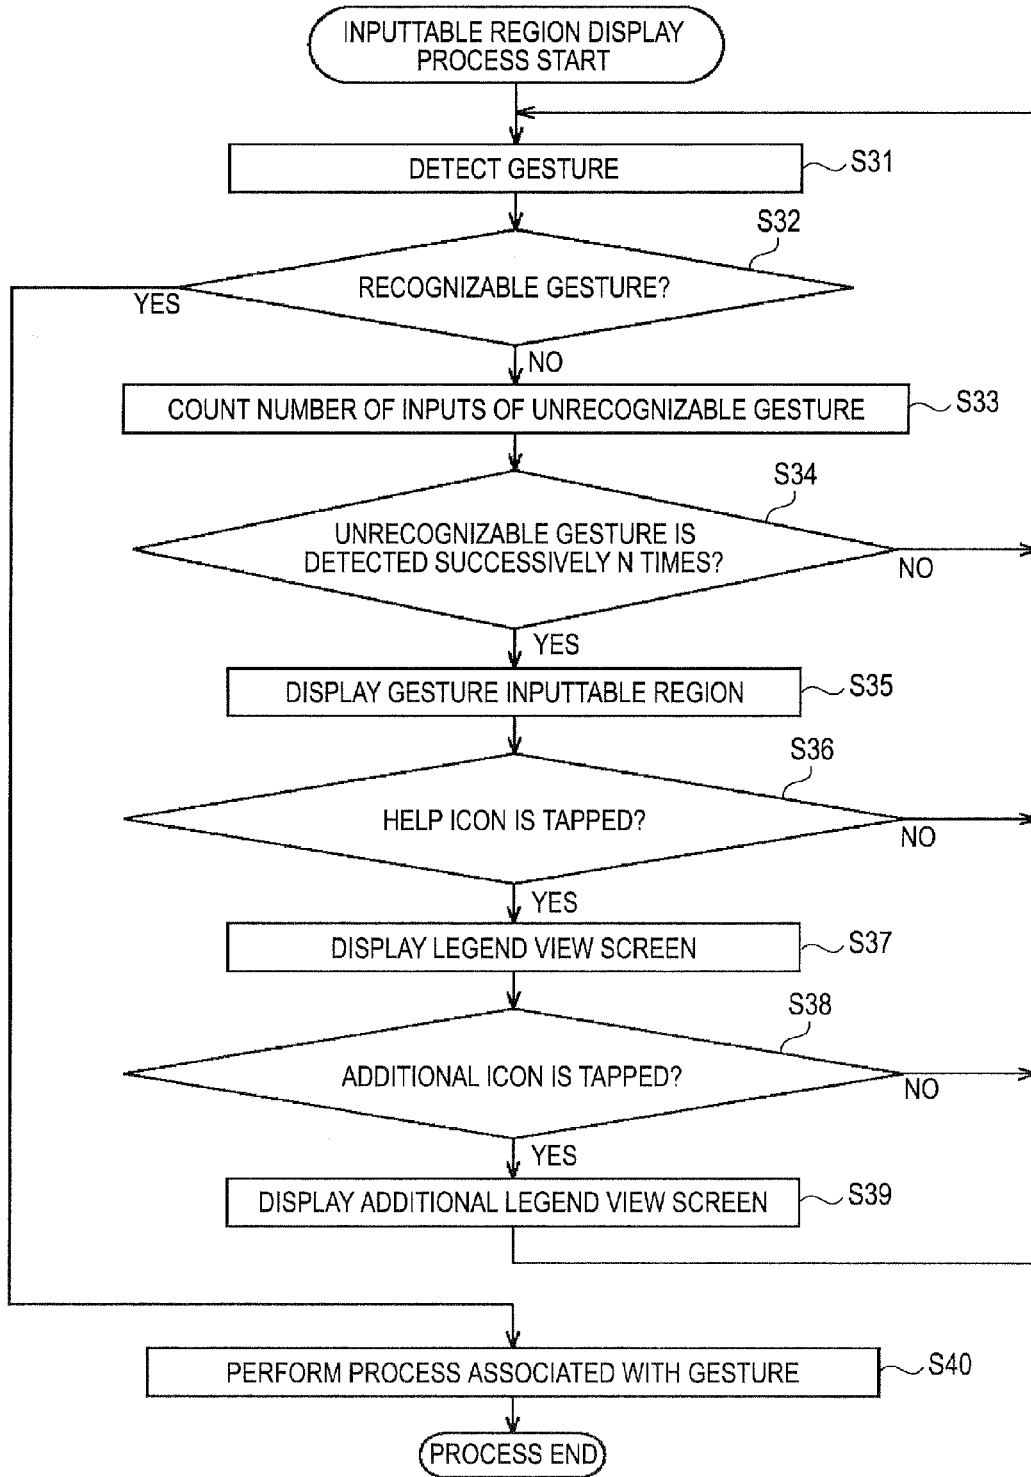 INPUTTABLE REGION DISPLAY
PROCESS START
DETECT GESTURE
S31
S32
RECOGNIZABLE GESTURE?
YES
NO
COUNT NUMBER OF INPUTS OF UNRECOGNIZABLE GESTURE
S33
S34
UNRECOGNIZABLE GESTURE IS
DETECTED SUCCESSIVELY N TIMES?
NO
YES
DISPLAY GESTURE INPUTTABLE REGION
S35
S36
HELP ICON IS TAPPED?
NO
YES
DISPLAY LEGEND VIEW SCREEN
S37
S38
ADDITIONAL ICON IS TAPPED?
NO
YES
DISPLAY ADDITIONAL LEGEND VIEW SCREEN
S39
PERFORM PROCESS ASSOCIATED WITH GESTURE
S40
PROCESS END